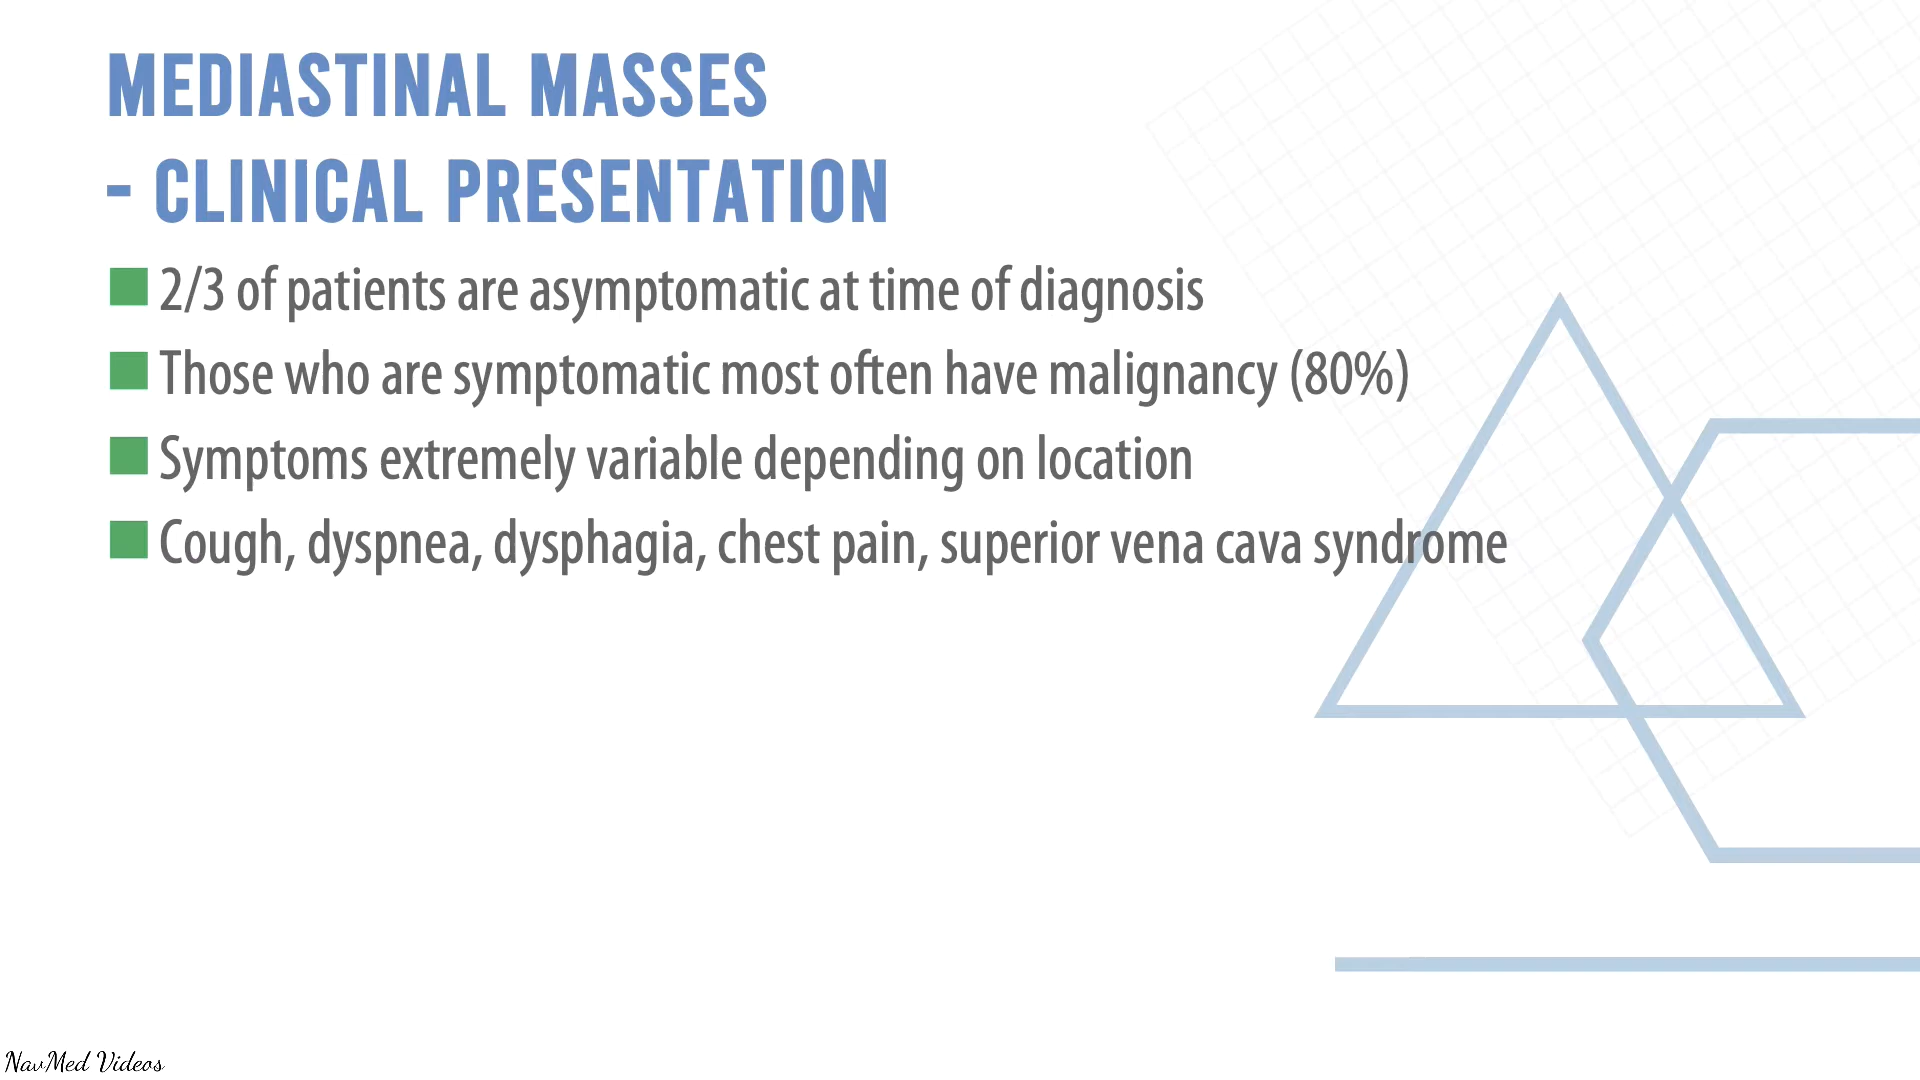 MEDIASTINAL MASSES
- CLINICAL PRESENTATION
2/3 of patients are asymptomatic at time of diagnosis
Those who are symptomatic most often have malignancy (80%)
Symptoms extremely variable depending on location
Cough, dyspnea, dysphagia, chest pain, superior vena cava syndrome
NavMed Videos